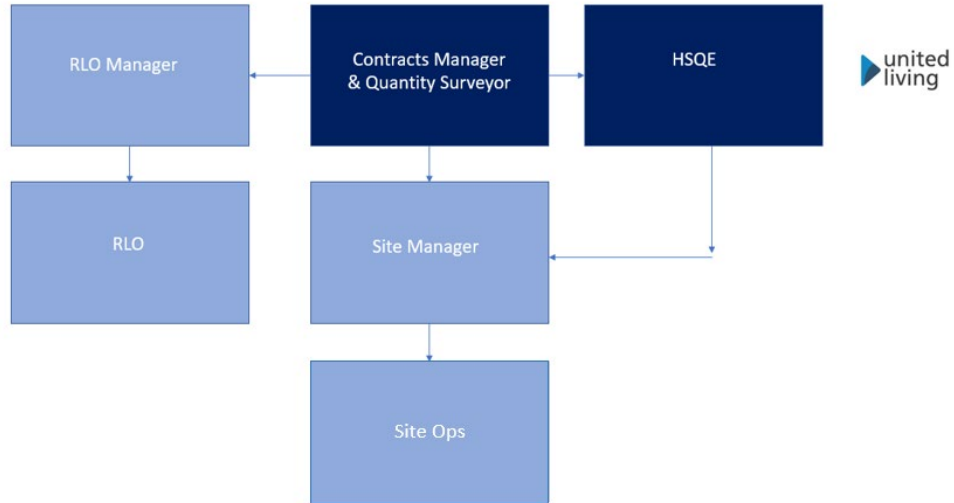 RLO Manager
Contracts Manager
& Quantity Surveyor
HSQE
united
living
RLO
Site Manager
Site Ops